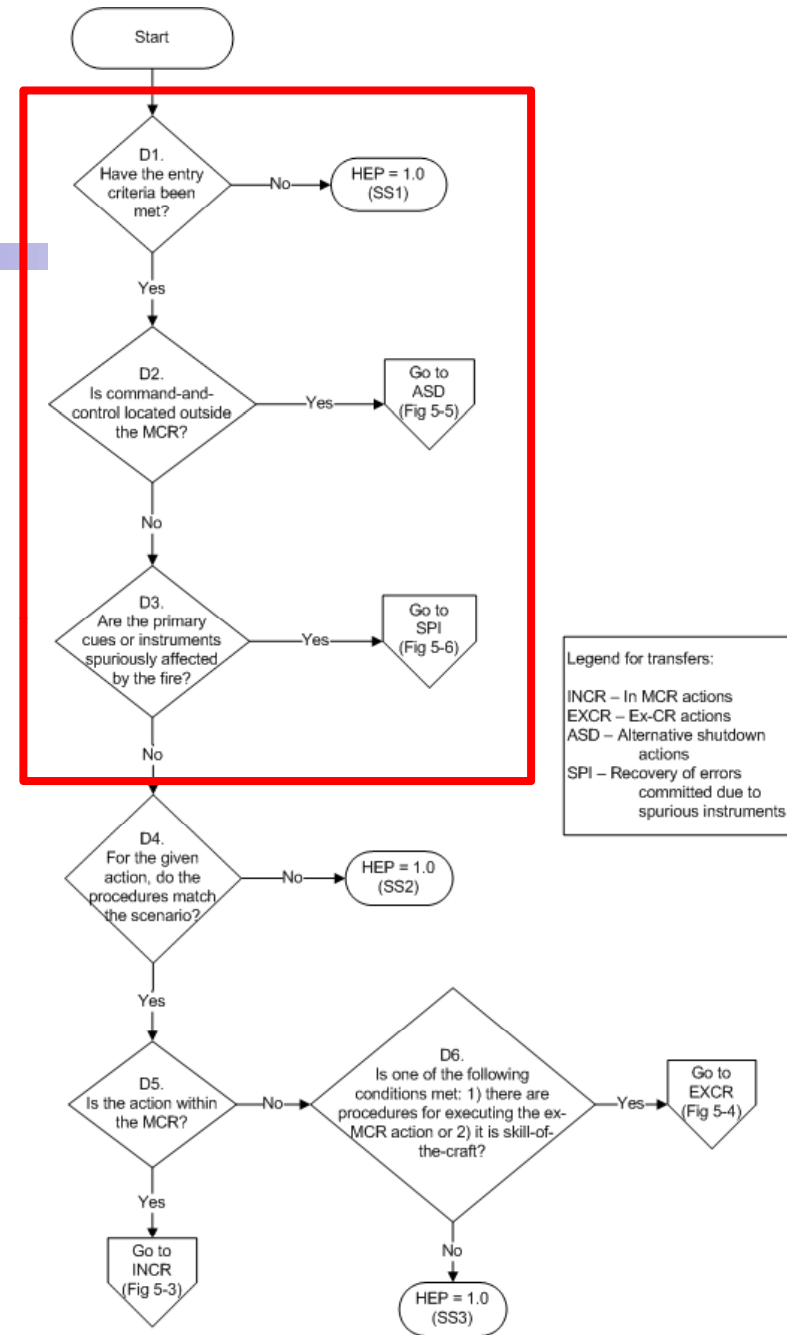 Start
D1.
Have the entry
criteria been
met?
No
HEP = 1.0
(SS1)
Yes
D2.
Is command-and-
control located outside
the MCR?
Yes
Go to
ASD
(Fig 5-5)
No
D3.
Are the primary
cues or instruments
spuriously affected
by the fire?
Yes
Go to
SPI
(Fig 5-6)
No
Legend for transfers:
INCR – In MCR actions
EXCR – Ex-CR actions
ASD – Alternative shutdown
actions
SPI – Recovery of errors
committed due to
spurious instruments
D4.
For the given
action, do the
procedures match
the scenario?
No
HEP = 1.0
(SS2)
Yes
D5.
Is the action within
the MCR?
No
D6.
Is one of the following
conditions met: 1) there are
procedures for executing the ex-
MCR action or 2) it is skill-of-
the-craft?
Yes
Go to
EXCR
(Fig 5-4)
Yes
Go to
INCR
(Fig 5-3)
No
HEP = 1.0
(SS3)